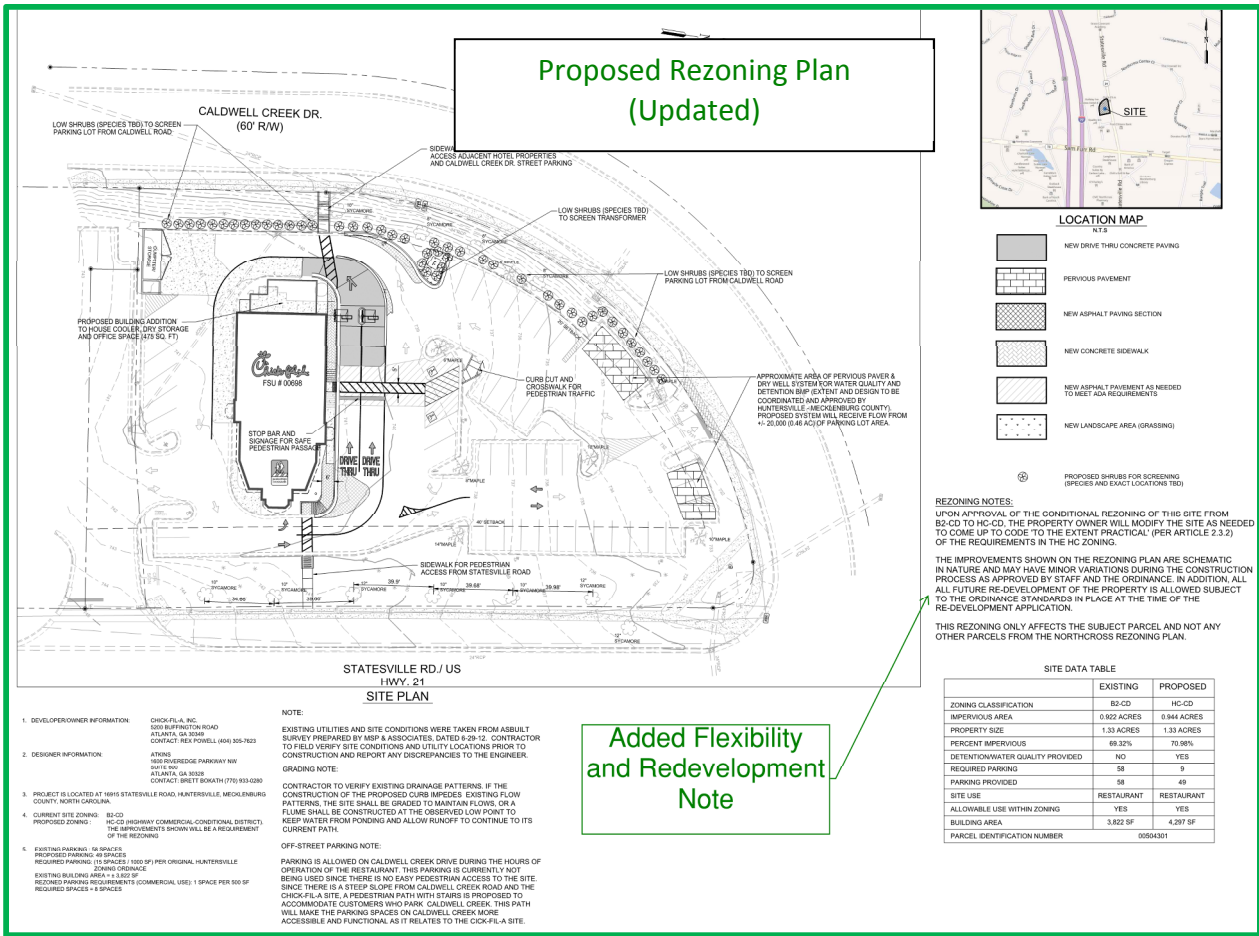 Proposed Rezoning Plan
(Updated)
CALDWELL CREEK DR.
(60' R/W)
LOW SHRUBS (SPECIES TBD) TO SCREEN
PARKING LOT FROM CALDWELL ROAD
ACCESS ADJACENT HOTEL PROPERTIES
AND CALDWELL CREEK DR. STREET PARKING
LOW SHRUBS (SPECIES TBD)
TO SCREEN TRANSFORMER
LOW SHRUBS (SPECIES TBD) TO SCREEN
PARKING LOT FROM CALDWELL ROAD
PROPOSED BUILDING ADDITION
TO HOUSE COOLER, DRY STORAGE
AND OFFICE SPACE (475 SQ. FT)
Chick-fil-A
FSU # 00698
CURB CUT AND
CROSSWALK FOR
PEDESTRIAN TRAFFIC
APPROXIMATE AREA OF PERVIOUS PAVER &
DRY WELL SYSTEM FOR WATER QUALITY AND
DETENTION BMP (EXTENT AND DESIGN TO BE
COORDINATED AND APPROVED BY
HUNTERSVILLE - MECKLENBURG COUNTY).
PROPOSED SYSTEM WILL RECEIVE FLOW FROM
+/- 20,000 (0.46 AC) OF PARKING LOT AREA.
STOP BAR AND
SIGNAGE FOR SAFE
PEDESTRIAN PASSAGE
DRIVE THRU
DRIVE THRU
6'
20' SETBACK
40' SETBACK
14"MAPLE
SIDEWALK FOR PEDESTRIAN
ACCESS FROM STATESVILLE ROAD
39.9'
39.68'
39.98'
12"
SYCAMORE
STATESVILLE RD./ US
HWY. 21
SITE PLAN
SITE
LOCATION MAP
N.T.S
NEW DRIVE THRU CONCRETE PAVING
PERVIOUS PAVEMENT
NEW ASPHALT PAVING SECTION
NEW CONCRETE SIDEWALK
NEW ASPHALT PAVEMENT AS NEEDED
TO MEET ADA REQUIREMENTS
NEW LANDSCAPE AREA (GRASSING)
PROPOSED SHRUBS FOR SCREENING
(SPECIES AND EXACT LOCATIONS TBD)
REZONING NOTES:
UPON APPROVAL OF THE CONDITIONAL REZONING OF THIS SITE FROM
B2-CD TO HC-CD, THE PROPERTY OWNER WILL MODIFY THE SITE AS NEEDED
TO COME UP TO CODE 'TO THE EXTENT PRACTICAL' (PER ARTICLE 2.3.2)
OF THE REQUIREMENTS IN THE HC ZONING.
THE IMPROVEMENTS SHOWN ON THE REZONING PLAN ARE SCHEMATIC
IN NATURE AND MAY HAVE MINOR VARIATIONS DURING THE CONSTRUCTION
PROCESS AS APPROVED BY STAFF AND THE ORDINANCE. IN ADDITION, ALL
ALL FUTURE RE-DEVELOPMENT OF THE PROPERTY IS ALLOWED SUBJECT
TO THE ORDINANCE STANDARDS IN PLACE AT THE TIME OF THE
RE-DEVELOPMENT APPLICATION.
THIS REZONING ONLY AFFECTS THE SUBJECT PARCEL AND NOT ANY
OTHER PARCELS FROM THE NORTHCROSS REZONING PLAN.
SITE DATA TABLE
EXISTING PROPOSED
ZONING CLASSIFICATION B2-CD HC-CD
IMPERVIOUS AREA 0.922 ACRES 0.944 ACRES
PROPERTY SIZE 1.33 ACRES 1.33 ACRES
PERCENT IMPERVIOUS 69.32% 70.98%
DETENTION/WATER QUALITY PROVIDED NO YES
REQUIRED PARKING 58 9
PARKING PROVIDED 58 49
SITE USE RESTAURANT RESTAURANT
ALLOWABLE USE WITHIN ZONING YES YES
BUILDING AREA 3,822 SF 4,297 SF
PARCEL IDENTIFICATION NUMBER 00504301
1. DEVELOPER/OWNER INFORMATION: CHICK-FIL-A, INC.
5200 BUFFINGTON ROAD
ATLANTA, GA 30349
CONTACT: REX POWELL (404) 305-7623
2. DESIGNER INFORMATION: ATKINS
1600 RIVEREDGE PARKWAY NW
SUITE 600
ATLANTA, GA 30328
CONTACT: BRETT BOKATH (770) 933-0280
3. PROJECT IS LOCATED AT 16915 STATESVILLE ROAD, HUNTERSVILLE, MECKLENBURG
COUNTY, NORTH CAROLINA.
4. CURRENT SITE ZONING: B2-CD
PROPOSED ZONING : HC-CD (HIGHWAY COMMERCIAL-CONDITIONAL DISTRICT).
THE IMPROVEMENTS SHOWN WILL BE A REQUIREMENT
OF THE REZONING
5. EXISTING PARKING : 58 SPACES
PROPOSED PARKING: 49 SPACES
REQUIRED PARKING: (15 SPACES / 1000 SF) PER ORIGINAL HUNTERSVILLE
ZONING ORDINACE
EXISTING BUILDING AREA = ± 3,822 SF
REZONED PARKING REQUIREMENTS (COMMERCIAL USE): 1 SPACE PER 500 SF
REQUIRED SPACES = 8 SPACES
NOTE:
EXISTING UTILITIES AND SITE CONDITIONS WERE TAKEN FROM ASBUILT
SURVEY PREPARED BY MSP & ASSOCIATES, DATED 6-29-12. CONTRACTOR
TO FIELD VERIFY SITE CONDITIONS AND UTILITY LOCATIONS PRIOR TO
CONSTRUCTION AND REPORT ANY DISCREPANCIES TO THE ENGINEER.
GRADING NOTE:
CONTRACTOR TO VERIFY EXISTING DRAINAGE PATTERNS. IF THE
CONSTRUCTION OF THE PROPOSED CURB IMPEDES EXISTING FLOW
PATTERNS, THE SITE SHALL BE GRADED TO MAINTAIN FLOWS, OR A
FLUME SHALL BE CONSTRUCTED AT THE OBSERVED LOW POINT TO
KEEP WATER FROM PONDING AND ALLOW RUNOFF TO CONTINUE TO ITS
CURRENT PATH.
OFF-STREET PARKING NOTE:
PARKING IS ALLOWED ON CALDWELL CREEK DRIVE DURING THE HOURS OF
OPERATION OF THE RESTAURANT. THIS PARKING IS CURRENTLY NOT
BEING USED SINCE THERE IS NO EASY PEDESTRIAN ACCESS TO THE SITE.
SINCE THERE IS A STEEP SLOPE FROM CALDWELL CREEK ROAD AND THE
CHICK-FIL-A SITE, A PEDESTRIAN PATH WITH STAIRS IS PROPOSED TO
ACCOMMODATE CUSTOMERS WHO PARK CALDWELL CREEK. THIS PATH
WILL MAKE THE PARKING SPACES ON CALDWELL CREEK MORE
ACCESSIBLE AND FUNCTIONAL AS IT RELATES TO THE CICK-FIL-A SITE.
Added Flexibility
and Redevelopment
Note